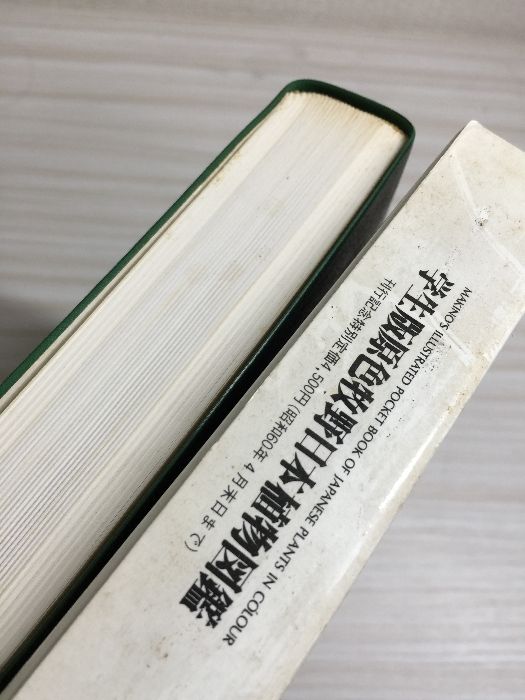 MAKINO'S ILLUSTRATED POCKET BOOK OF JAPANESE PLANTS IN COLOUR
学生版原色牧野日本植物図鑑
刊行記念特別定価4,500円(昭和60年4月末日まで)